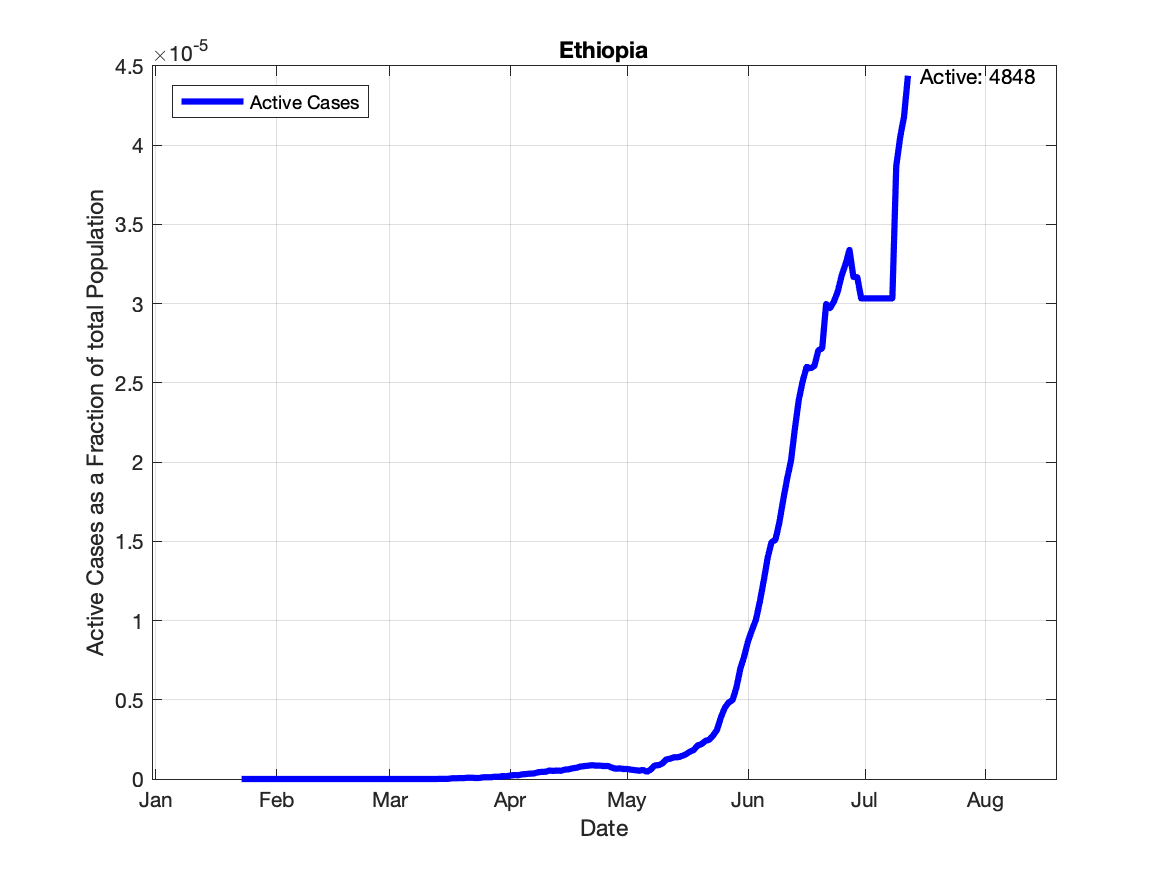 Ethiopia
×10⁻⁵
4.5
4
3.5
3
2.5
2
1.5
1
0.5
0
Active Cases as a Fraction of total Population
Active Cases
Active: 4848
Jan Feb Mar Apr May Jun Jul Aug
Date